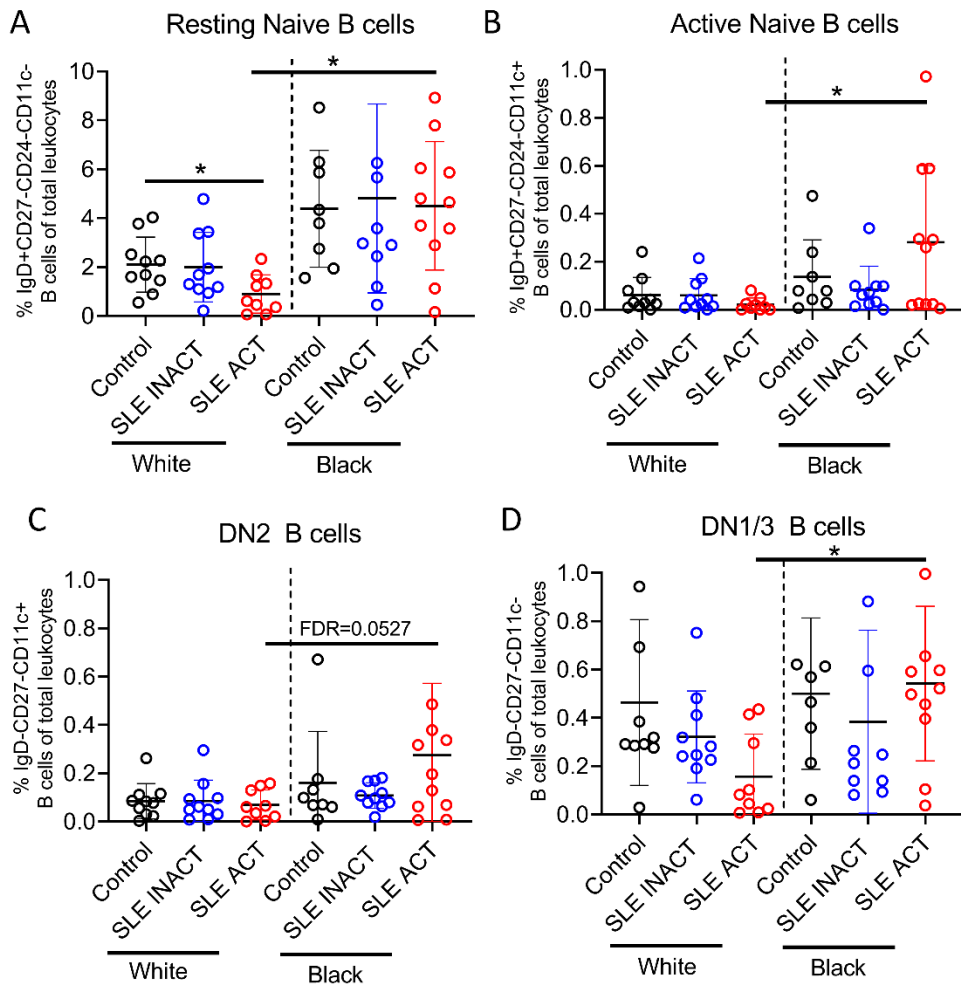 A
Resting Naive B cells
% IgD+CD27-CD24-CD11c-
B cells of total leukocytes
10
8
6
4
2
0
*
*
Control
SLE INACT
SLE ACT
Control
SLE INACT
SLE ACT
White
Black
B
Active Naive B cells
% IgD+CD27-CD24-CD11c+
B cells of total leukocytes
1.0
0.8
0.6
0.4
0.2
0.0
*
Control
SLE INACT
SLE ACT
Control
SLE INACT
SLE ACT
White
Black
C
DN2 B cells
% IgD-CD27-CD11c+
B cells of total leukocytes
1.0
0.8
0.6
0.4
0.2
0.0
FDR=0.0527
Control
SLE INACT
SLE ACT
Control
SLE INACT
SLE ACT
White
Black
D
DN1/3 B cells
% IgD-CD27-CD11c-
B cells of total leukocytes
1.0
0.8
0.6
0.4
0.2
0.0
*
Control
SLE INACT
SLE ACT
Control
SLE INACT
SLE ACT
White
Black